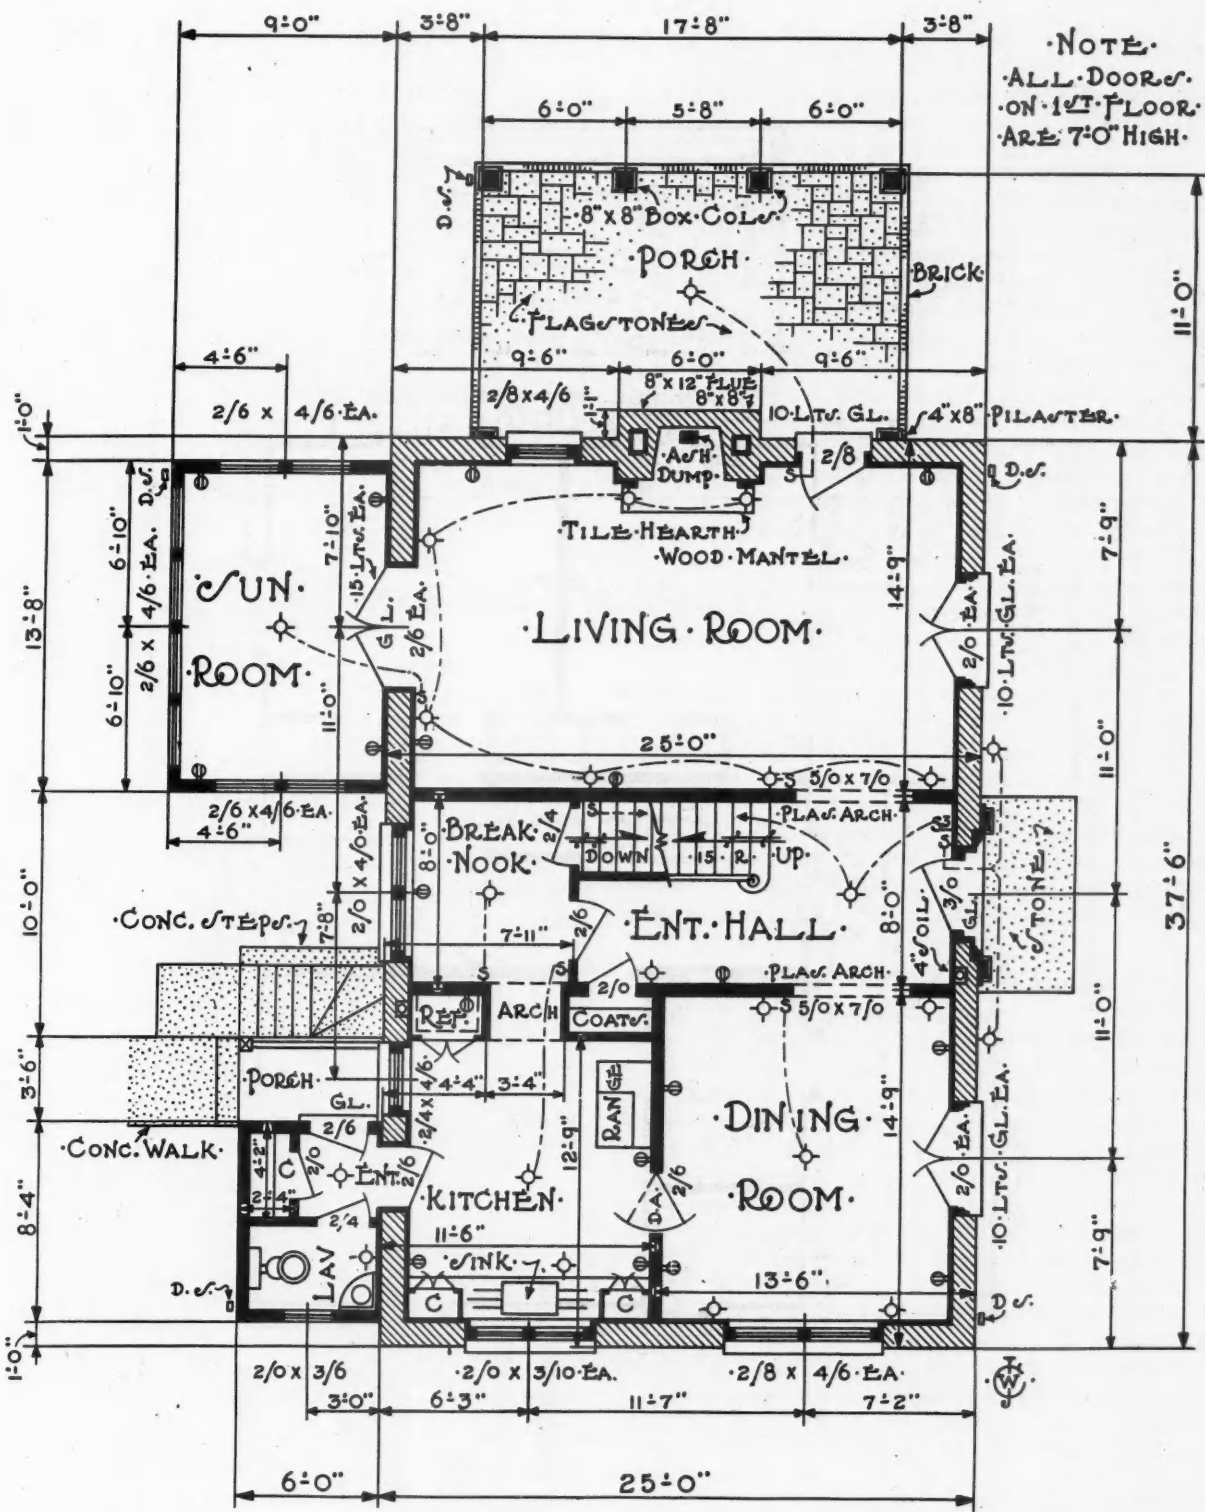 9'-0"
3'-8"
17'-8"
3'-8"
·NOTE·
·ALL·DOORS·
·ON·1ST·FLOOR·
·ARE 7'-0" HIGH·
6'-0"
5'-8"
6'-0"
D.S.
·8"x8" BOX·COLS·
·PORCH·
·BRICK·
·FLAGSTONES·
11'-0"
4'-6"
9'-6"
6'-0"
9'-6"
2/6 x 4/6·EA.
2/8 x 4/6
1'-1"
8"x12" FLUE
8"x8"
10·LTS. GL.
4"x8"·PILASTER·
1'-0"
D.S.
·ASH·
DUMP·
S
2/8
D.S.
·TILE·HEARTH·
·WOOD·MANTEL·
13'-8"
6'-10"
6'-10"
2/6 x 4/6·EA.
·SUN·
·ROOM·
7'-10"
11'-0"
15·LTS. EA.
GL.
2/6 EA.
S
·LIVING·ROOM·
14'-9"
2/0·EA.
10·LTS·GL·EA.
7'-9"
11'-0"
37'-6"
25'-0"
S
5/0 x 7/0
2/6 x 4/6·EA.
4'-6"
2/0 x 4/0·EA.
PLAS. ARCH
·BREAK·
·NOOK·
8'-0"
2/4
S
DOWN
15·R·
UP·
S
3
·CONC. STEPS·
10'-0"
7'-8"
7'-11"
2/6
·ENT. HALL·
8'-0"
4"SOIL·
3/0
GL.
·STONE·
S
S
2/0
·PLAS. ARCH
REF.
ARCH
COATS·
S
5/0 x 7/0
11'-0"
3'-6"
·PORCH·
GL.
2/4 x 4/6·
4'-4"
3'-4"
RANGE
12'-9"
14'-9"
·DINING·
·ROOM·
2/0·EA.
·10·LTS.·GL·EA.
·CONC. WALK·
2/6
4'-2"
C
2'-4"
2/0
·ENT.
2/6
·KITCHEN·
D.A.
2/6
8'-4"
2/4
LAV
11'-6"
·SINK·
C
C
13'-6"
7'-9"
D.S.
D.S.
1'-0"
2/0 x 3/6
·2/0 x 3/10·EA.
·2/8 x 4/6·EA.
W
3'-0"
6'-3"
11'-7"
7'-2"
6'-0"
25'-0"